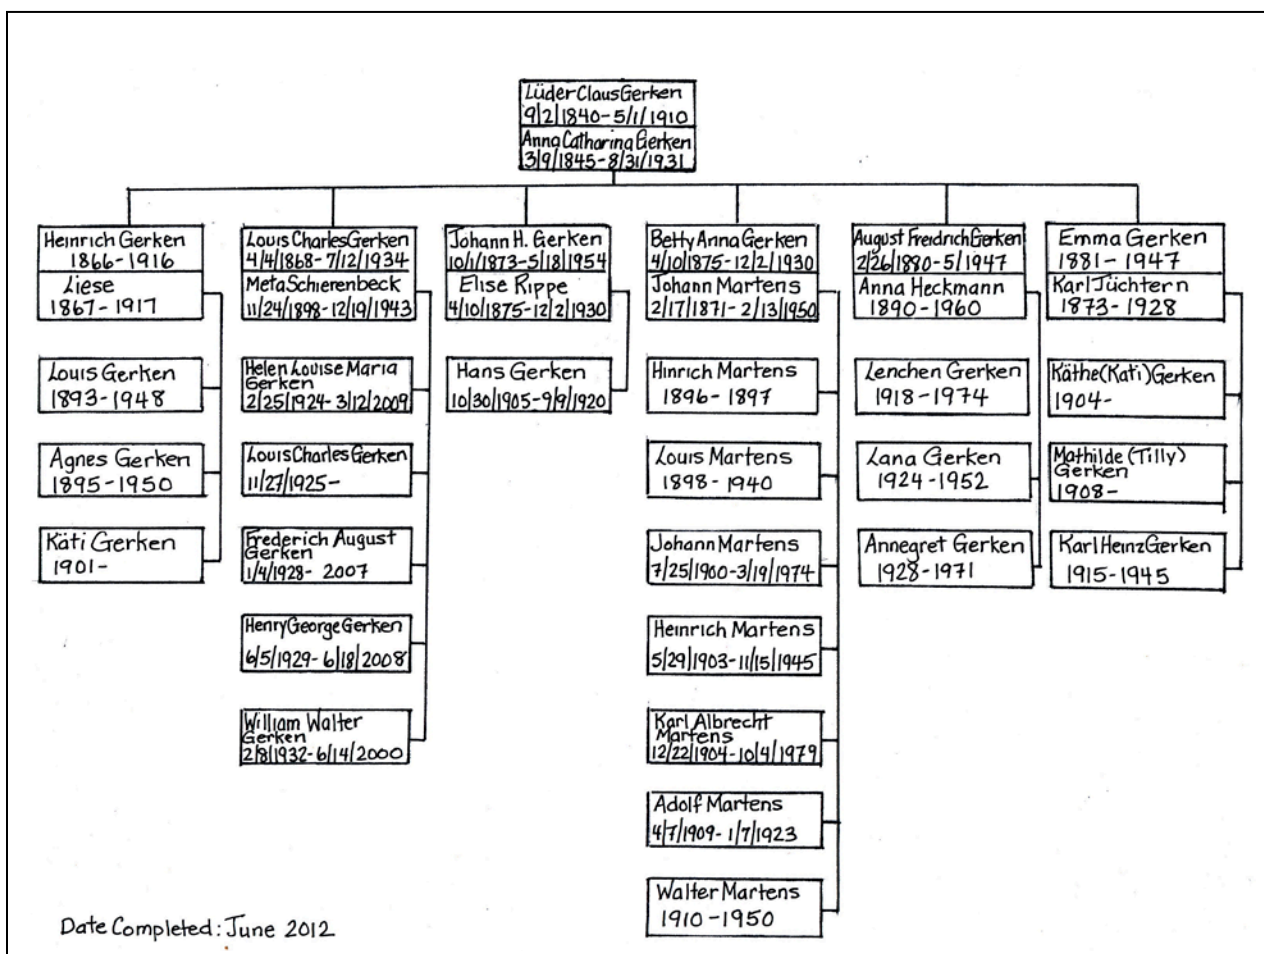 Lüder Claus Gerken
9/2/1840-5/1/1910
Anna Catharina Gerken
3/9/1845-8/31/1931
Heinrich Gerken
1866-1916
Liese
1867-1917
Louis Gerken
1893-1948
Agnes Gerken
1895-1950
Käti Gerken
1901-
Louis Charles Gerken
4/4/1868-7/12/1934
Meta Schierenbeck
11/24/1898-12/19/1943
Helen Louise Maria
Gerken
2/25/1924-3/12/2009
Louis Charles Gerken
11/27/1925-
Frederich August
Gerken
1/4/1928- 2007
Henry George Gerken
6/5/1929-6/18/2008
William Walter
Gerken
2/8/1932-6/14/2000
Johann H. Gerken
10/1/1873-5/18/1954
Elise Rippe
4/10/1875-12/2/1930
Hans Gerken
10/30/1905-9/9/1920
Betty Anna Gerken
4/10/1875-12/2/1930
Johann Martens
2/17/1871-2/13/1950
Hinrich Martens
1896-1897
Louis Martens
1898-1940
Johann Martens
7/25/1900-3/19/1974
Heinrich Martens
5/29/1903-11/15/1945
Karl Albrecht
Martens
12/22/1904-10/4/1979
Adolf Martens
4/7/1909-1/7/1923
Walter Martens
1910-1950
August Freidrich Gerken
2/26/1880-5/1947
Anna Heckmann
1890-1960
Lenchen Gerken
1918-1974
Lana Gerken
1924-1952
Annegret Gerken
1928-1971
Emma Gerken
1881-1947
Karl Tüchtern
1873-1928
Käthe (Kati) Gerken
1904-
Mathilde (Tilly)
Gerken
1908-
Karl Heinz Gerken
1915-1945
Date Completed: June 2012